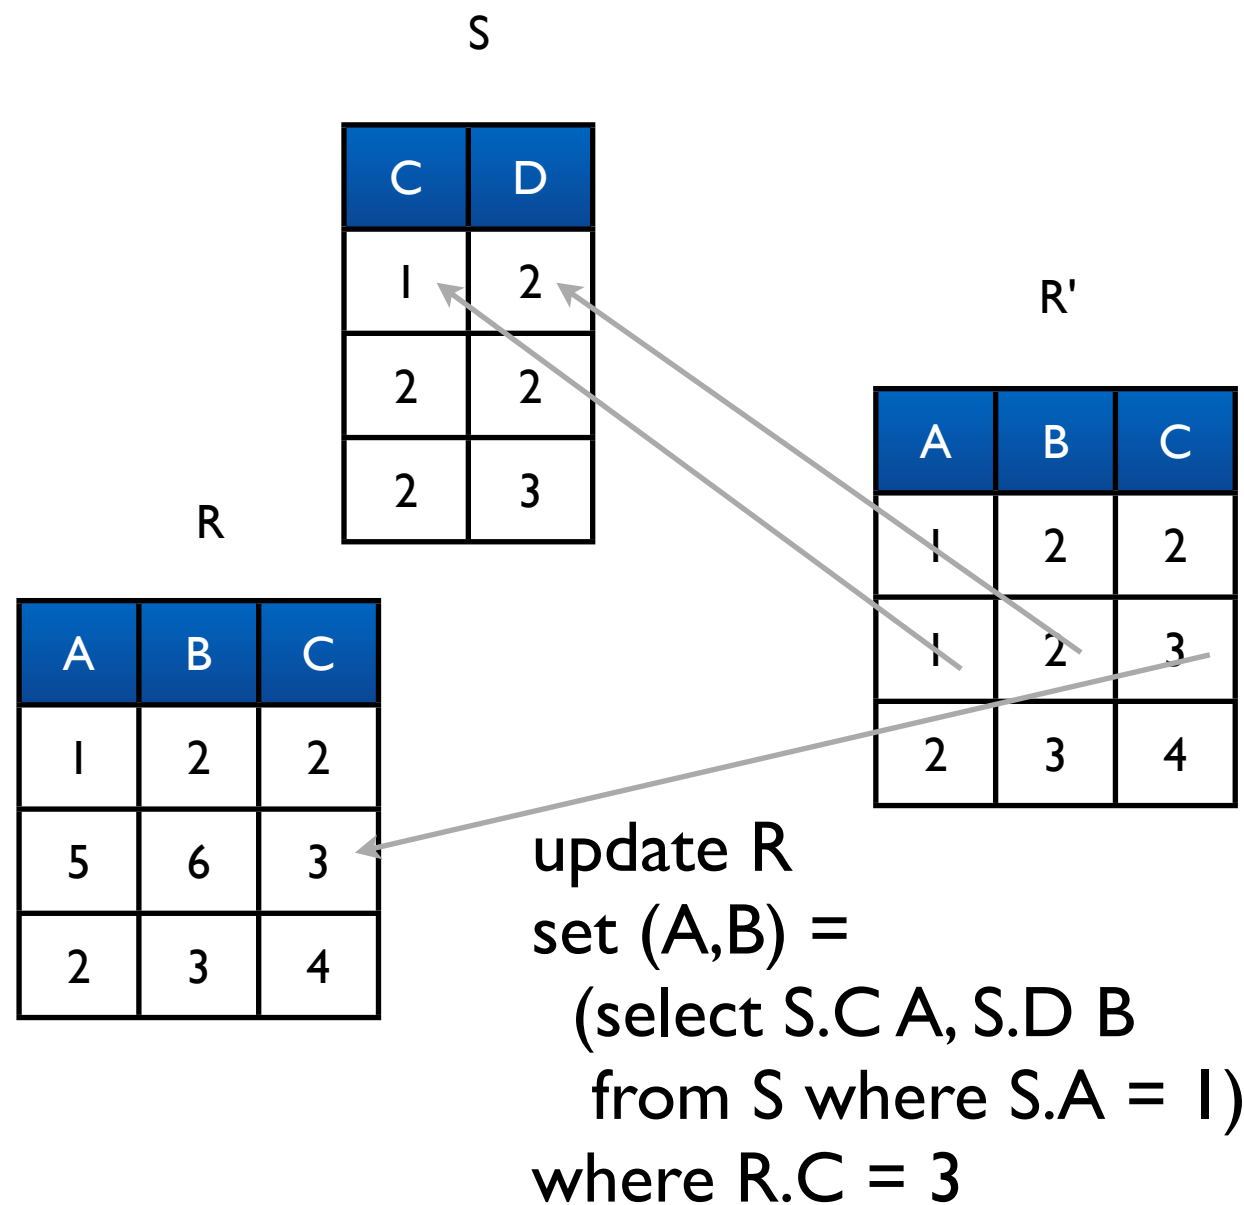 S
C D
1 2
2 2
2 3
R'
A B C
1 2 2
1 2 3
2 3 4
R
A B C
1 2 2
5 6 3
2 3 4
update R
set (A,B) =
(select S.C A, S.D B
from S where S.A = 1)
where R.C = 3